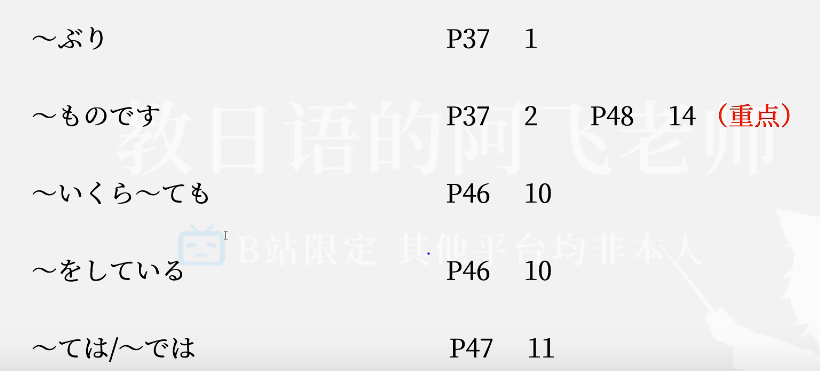 ～ぶり P37 1
～ものです P37 2 P48 14 （重点）
教日语的阿飞老师
～いくら～ても P46 10
B站限定 其他平台均非本人
～をしている P46 10
～ては/～では P47 11